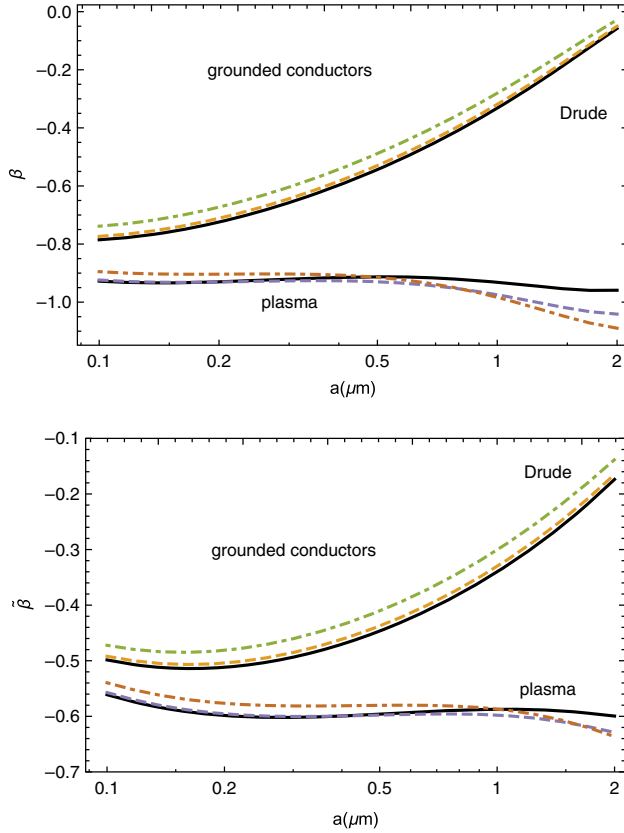 0.0
−0.2
−0.4
−0.6
−0.8
−1.0
β
grounded conductors
Drude
plasma
0.1 0.2 0.5 1 2
a(μm)
−0.1
−0.2
−0.3
−0.4
−0.5
−0.6
−0.7
β̃
Drude
grounded conductors
plasma
0.1 0.2 0.5 1 2
a(μm)